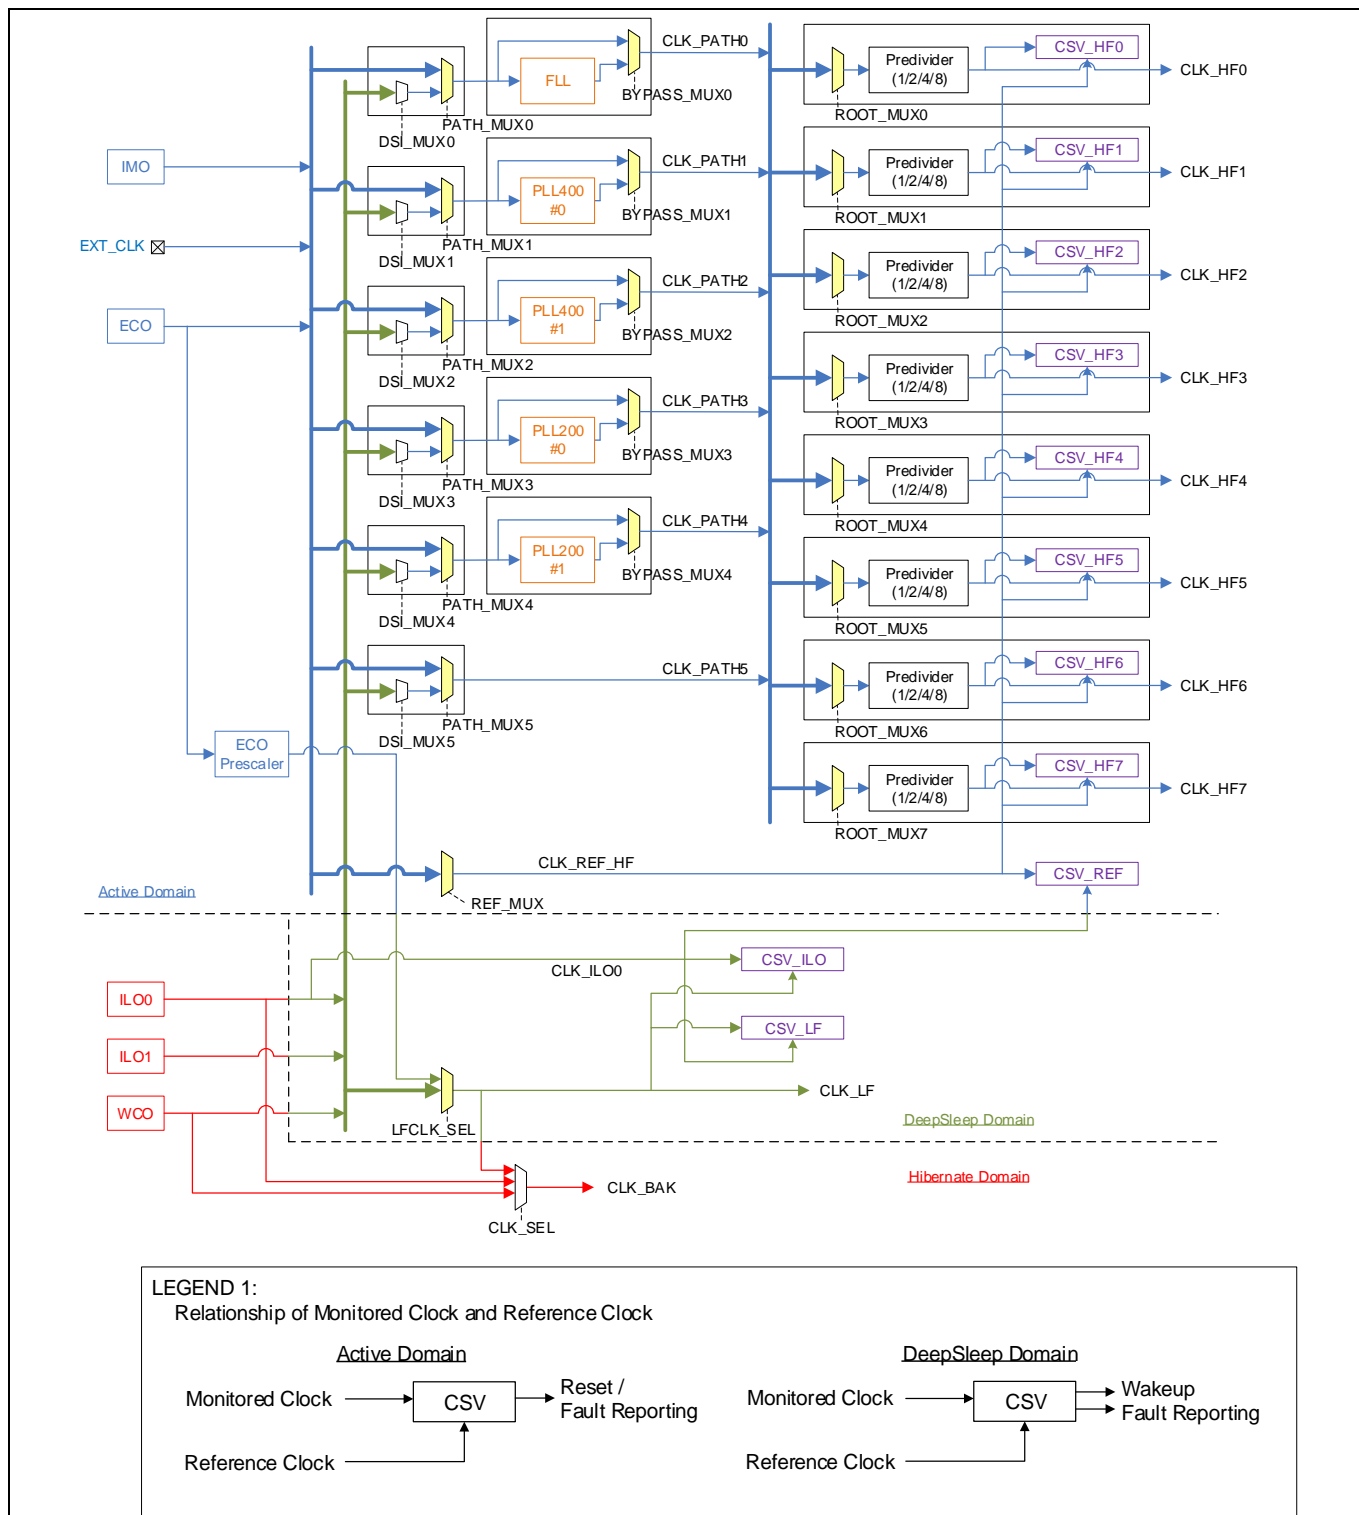 CLK_PATH0
FLL
BYPASS_MUX0
PATH_MUX0
DSI_MUX0
CSV_HF0
Predivider
(1/2/4/8)
CLK_HF0
ROOT_MUX0
IMO
CLK_PATH1
PLL400
#0
BYPASS_MUX1
PATH_MUX1
DSI_MUX1
CSV_HF1
Predivider
(1/2/4/8)
CLK_HF1
ROOT_MUX1
EXT_CLK
CLK_PATH2
PLL400
#1
BYPASS_MUX2
PATH_MUX2
DSI_MUX2
CSV_HF2
Predivider
(1/2/4/8)
CLK_HF2
ROOT_MUX2
ECO
CLK_PATH3
PLL200
#0
BYPASS_MUX3
PATH_MUX3
DSI_MUX3
CSV_HF3
Predivider
(1/2/4/8)
CLK_HF3
ROOT_MUX3
CLK_PATH4
PLL200
#1
BYPASS_MUX4
PATH_MUX4
DSI_MUX4
CSV_HF4
Predivider
(1/2/4/8)
CLK_HF4
ROOT_MUX4
CSV_HF5
Predivider
(1/2/4/8)
CLK_HF5
ROOT_MUX5
CLK_PATH5
PATH_MUX5
DSI_MUX5
CSV_HF6
Predivider
(1/2/4/8)
CLK_HF6
ROOT_MUX6
ECO
Prescaler
CSV_HF7
Predivider
(1/2/4/8)
CLK_HF7
ROOT_MUX7
CLK_REF_HF
CSV_REF
REF_MUX
Active Domain
CSV_ILO
CLK_ILO0
ILO0
CSV_LF
ILO1
CLK_LF
WCO
LFCLK_SEL
DeepSleep Domain
Hibernate Domain
CLK_BAK
CLK_SEL
LEGEND 1:
Relationship of Monitored Clock and Reference Clock
Active Domain
Monitored Clock
CSV
Reset /
Fault Reporting
Reference Clock
DeepSleep Domain
Monitored Clock
CSV
Wakeup
Fault Reporting
Reference Clock